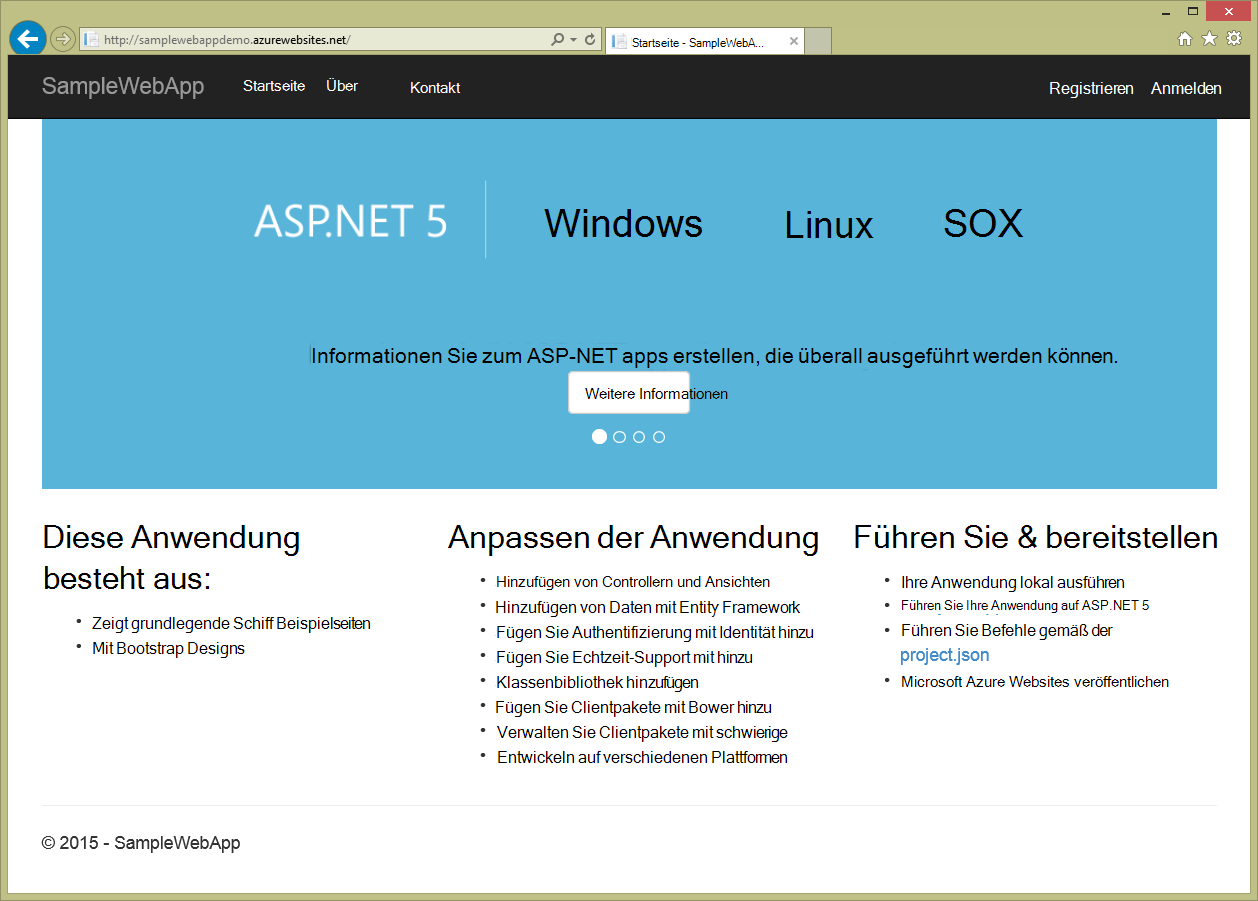 http://samplewebappdemo.azurewebsites.net/
Startseite - SampleWebA...
SampleWebApp
Startseite
Über
Kontakt
Registrieren
Anmelden
ASP.NET 5
Windows
Linux
SOX
Informationen Sie zum ASP-NET apps erstellen, die überall ausgeführt werden können.
Weitere Informationen
Diese Anwendung
besteht aus:
Zeigt grundlegende Schiff Beispielseiten
Mit Bootstrap Designs
Anpassen der Anwendung
Hinzufügen von Controllern und Ansichten
Hinzufügen von Daten mit Entity Framework
Fügen Sie Authentifizierung mit Identität hinzu
Fügen Sie Echtzeit-Support mit hinzu
Klassenbibliothek hinzufügen
Fügen Sie Clientpakete mit Bower hinzu
Verwalten Sie Clientpakete mit schwierige
Entwickeln auf verschiedenen Plattformen
Führen Sie & bereitstellen
Ihre Anwendung lokal ausführen
Führen Sie Ihre Anwendung auf ASP.NET 5
Führen Sie Befehle gemäß der
project.json
Microsoft Azure Websites veröffentlichen
© 2015 - SampleWebApp